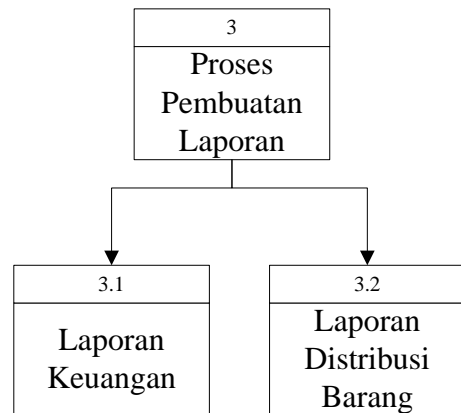 3
Proses
Pembuatan
Laporan
3.1
Laporan
Keuangan
3.2
Laporan
Distribusi
Barang